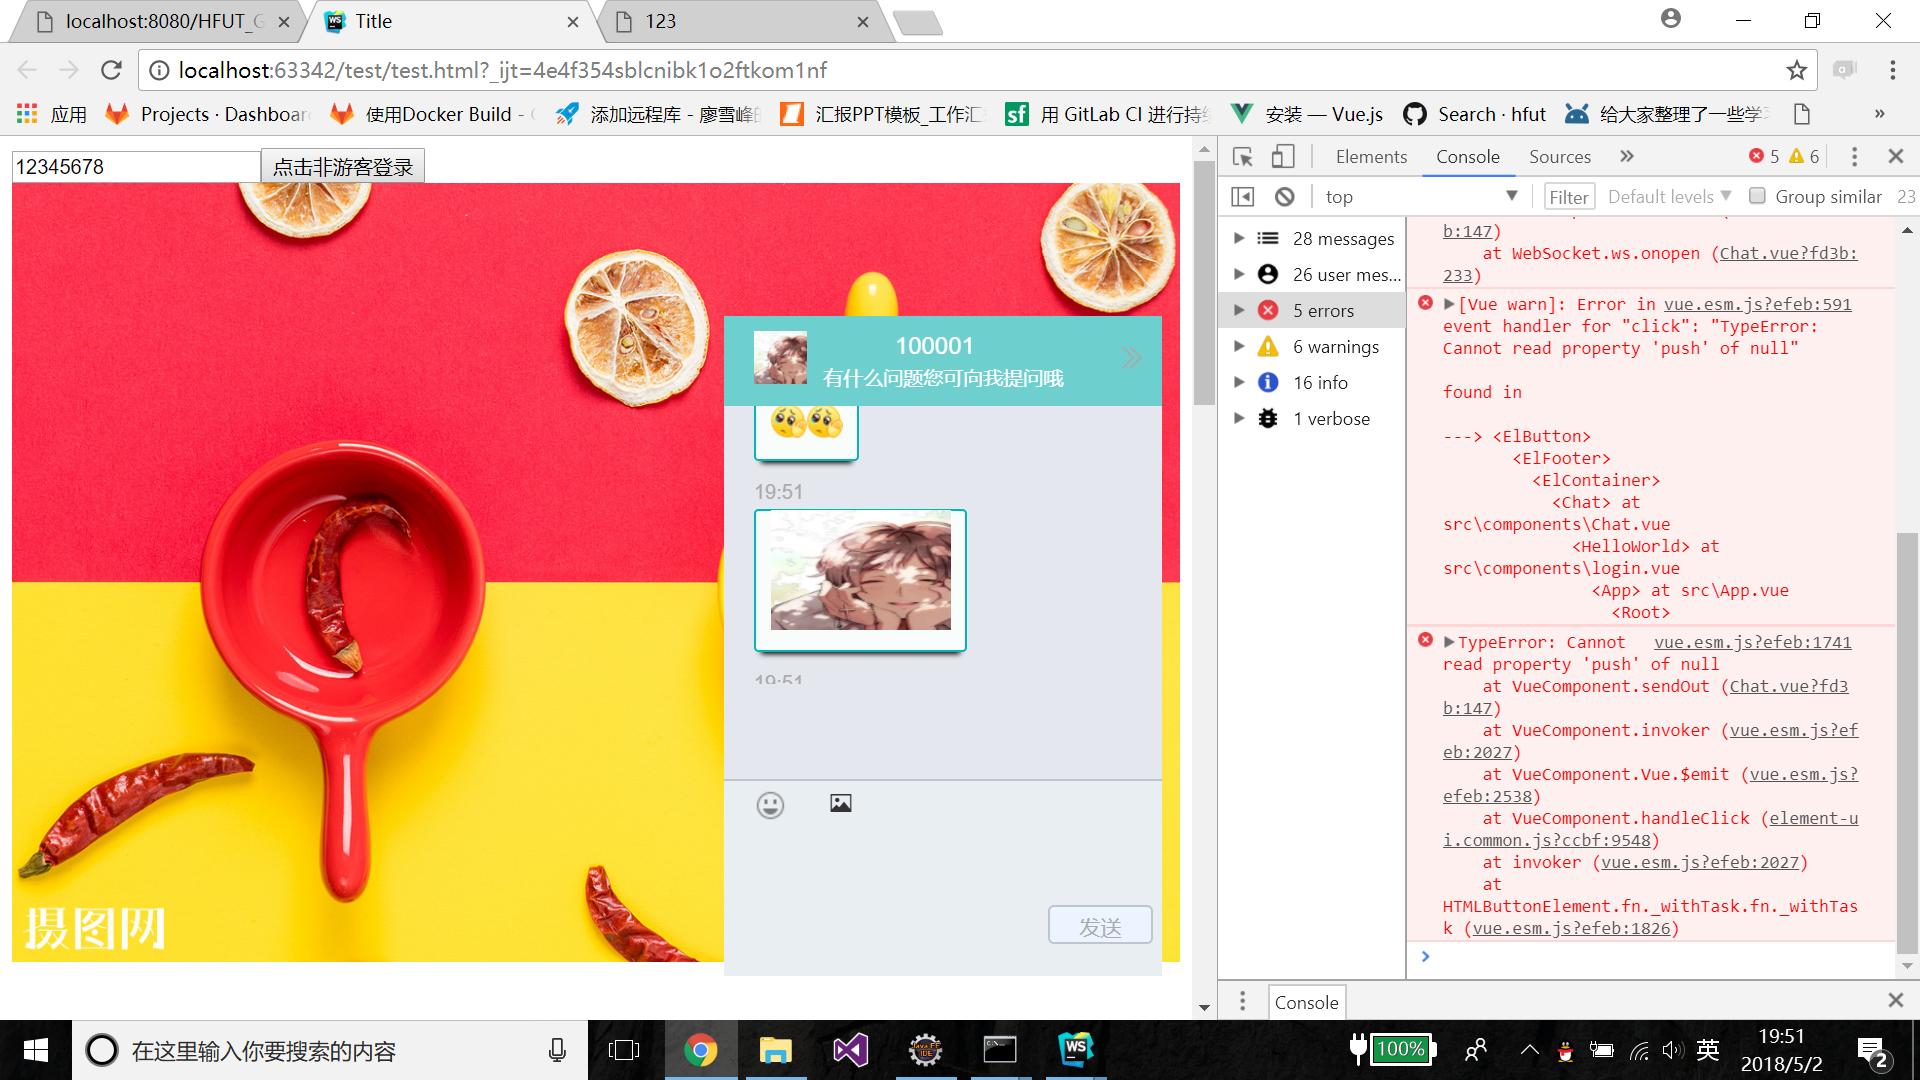 localhost:8080/HFUT_G
Title
123
localhost:63342/test/test.html?_ijt=4e4f354sblcnibk1o2ftkom1nf
应用
Projects · Dashboar
使用Docker Build -
添加远程库 - 廖雪峰的
汇报PPT模板_工作汇
用 GitLab CI 进行持续
安装 — Vue.js
Search · hfut
给大家整理了一些学习
»
12345678
点击非游客登录
摄图网
100001
有什么问题您可向我提问哦
19:51
19:51
发送
Elements
Console
Sources
5
6
top
Filter
Default levels
Group similar
23
28 messages
26 user mes...
5 errors
6 warnings
16 info
1 verbose
b:147)
at WebSocket.ws.onopen (Chat.vue?fd3b:
233)
[Vue warn]: Error in vue.esm.js?efeb:591
event handler for "click": "TypeError:
Cannot read property 'push' of null"
found in
---> <ElButton>
<ElFooter>
<ElContainer>
<Chat> at
src\components\Chat.vue
<HelloWorld> at
src\components\login.vue
<App> at src\App.vue
<Root>
TypeError: Cannot vue.esm.js?efeb:1741
read property 'push' of null
at VueComponent.sendOut (Chat.vue?fd3
b:147)
at VueComponent.invoker (vue.esm.js?ef
eb:2027)
at VueComponent.Vue.$emit (vue.esm.js?
efeb:2538)
at VueComponent.handleClick (element-u
i.common.js?ccbf:9548)
at invoker (vue.esm.js?efeb:2027)
at
HTMLButtonElement.fn._withTask.fn._withTas
k (vue.esm.js?efeb:1826)
Console
在这里输入你要搜索的内容
100%
英
19:51
2018/5/2
2